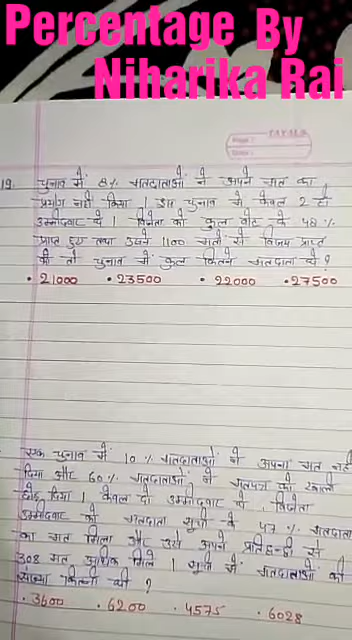 Percentage By
Niharika Rai
19. चुनाव में 8% मतदाताओं ने अपने मत का
प्रयोग नहीं किया । इस चुनाव में केवल 2 ही
उम्मीदवार थे । विजेता को कुल वोट के 48 %
प्राप्त हुए तथा उसने 1100 मतों से विजय प्राप्त
की तो चुनाव में कुल कितने मतदाता थे ?
• 21000 • 23500 • 22000 • 27500
एक चुनाव में 10 % मतदाताओं ने अपना मत नहीं
दिया और 60 % मतदाताओं ने मतपत्र को खाली
छोड़ दिया । केवल दो उम्मीदवार थे , विजेता
उम्मीदवार को मतदाता सूची के 47 % मतदाता
का मत मिला और उसे अपने प्रतिद्वन्दी से
308 मत अधिक मिले । सूची में मतदाताओं की
संख्या कितनी थी ?
• 3600 • 6200 • 4575 • 6028